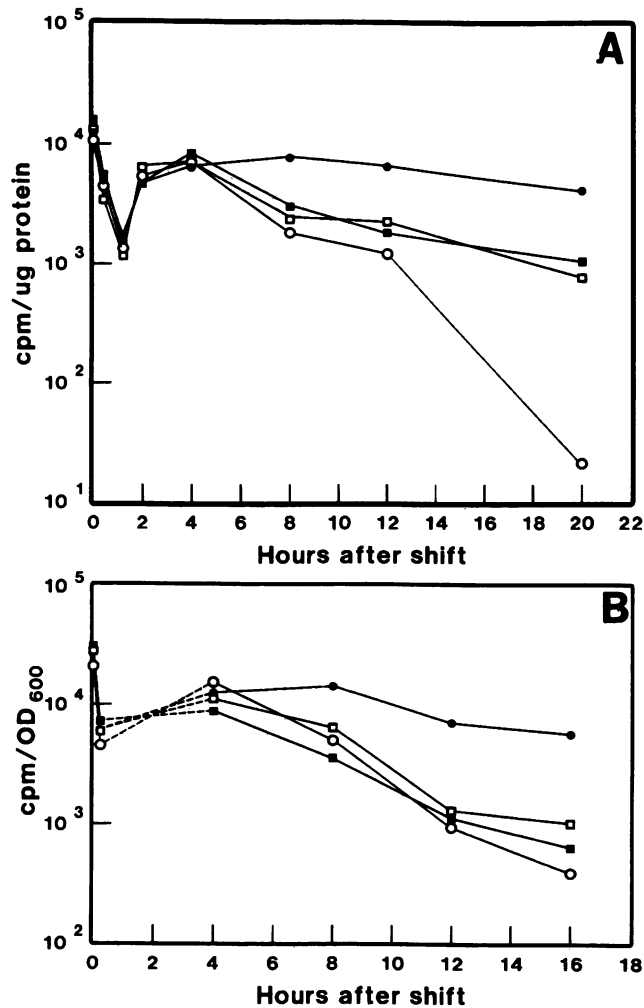 A
10^5
10^4
10^3
10^2
10^1
cpm/ug protein
0 2 4 6 8 10 12 14 16 18 20 22
Hours after shift
B
10^5
10^4
10^3
10^2
cpm/OD600
0 2 4 6 8 10 12 14 16 18
Hours after shift